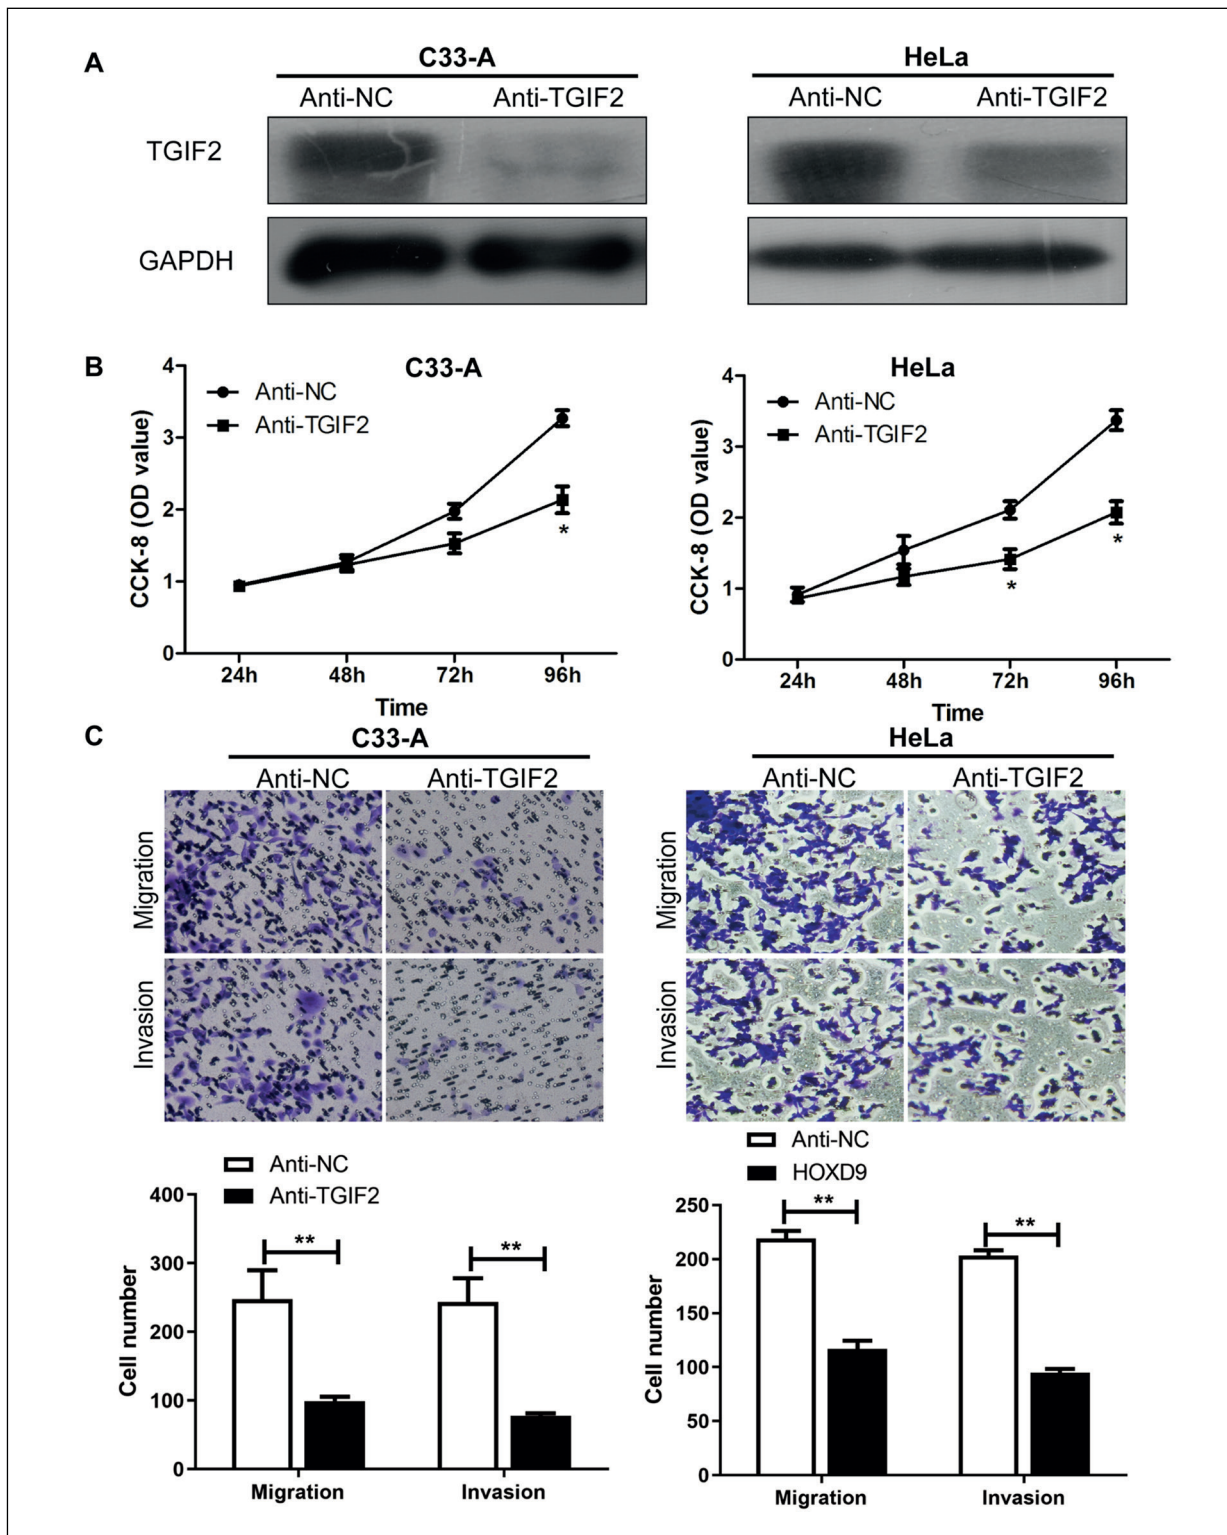 A
C33-A
HeLa
Anti-NC Anti-TGIF2
Anti-NC Anti-TGIF2
TGIF2
GAPDH
B
C33-A
Anti-NC
Anti-TGIF2
CCK-8 (OD value)
4
3
2
1
0
24h 48h 72h 96h
Time
*
HeLa
Anti-NC
Anti-TGIF2
CCK-8 (OD value)
4
3
2
1
0
24h 48h 72h 96h
Time
*
*
C
C33-A
Anti-NC Anti-TGIF2
Migration
Invasion
HeLa
Anti-NC Anti-TGIF2
Migration
Invasion
Anti-NC
Anti-TGIF2
Cell number
400
300
200
100
0
**
**
Migration Invasion
Anti-NC
HOXD9
Cell number
250
200
150
100
50
0
**
**
Migration Invasion